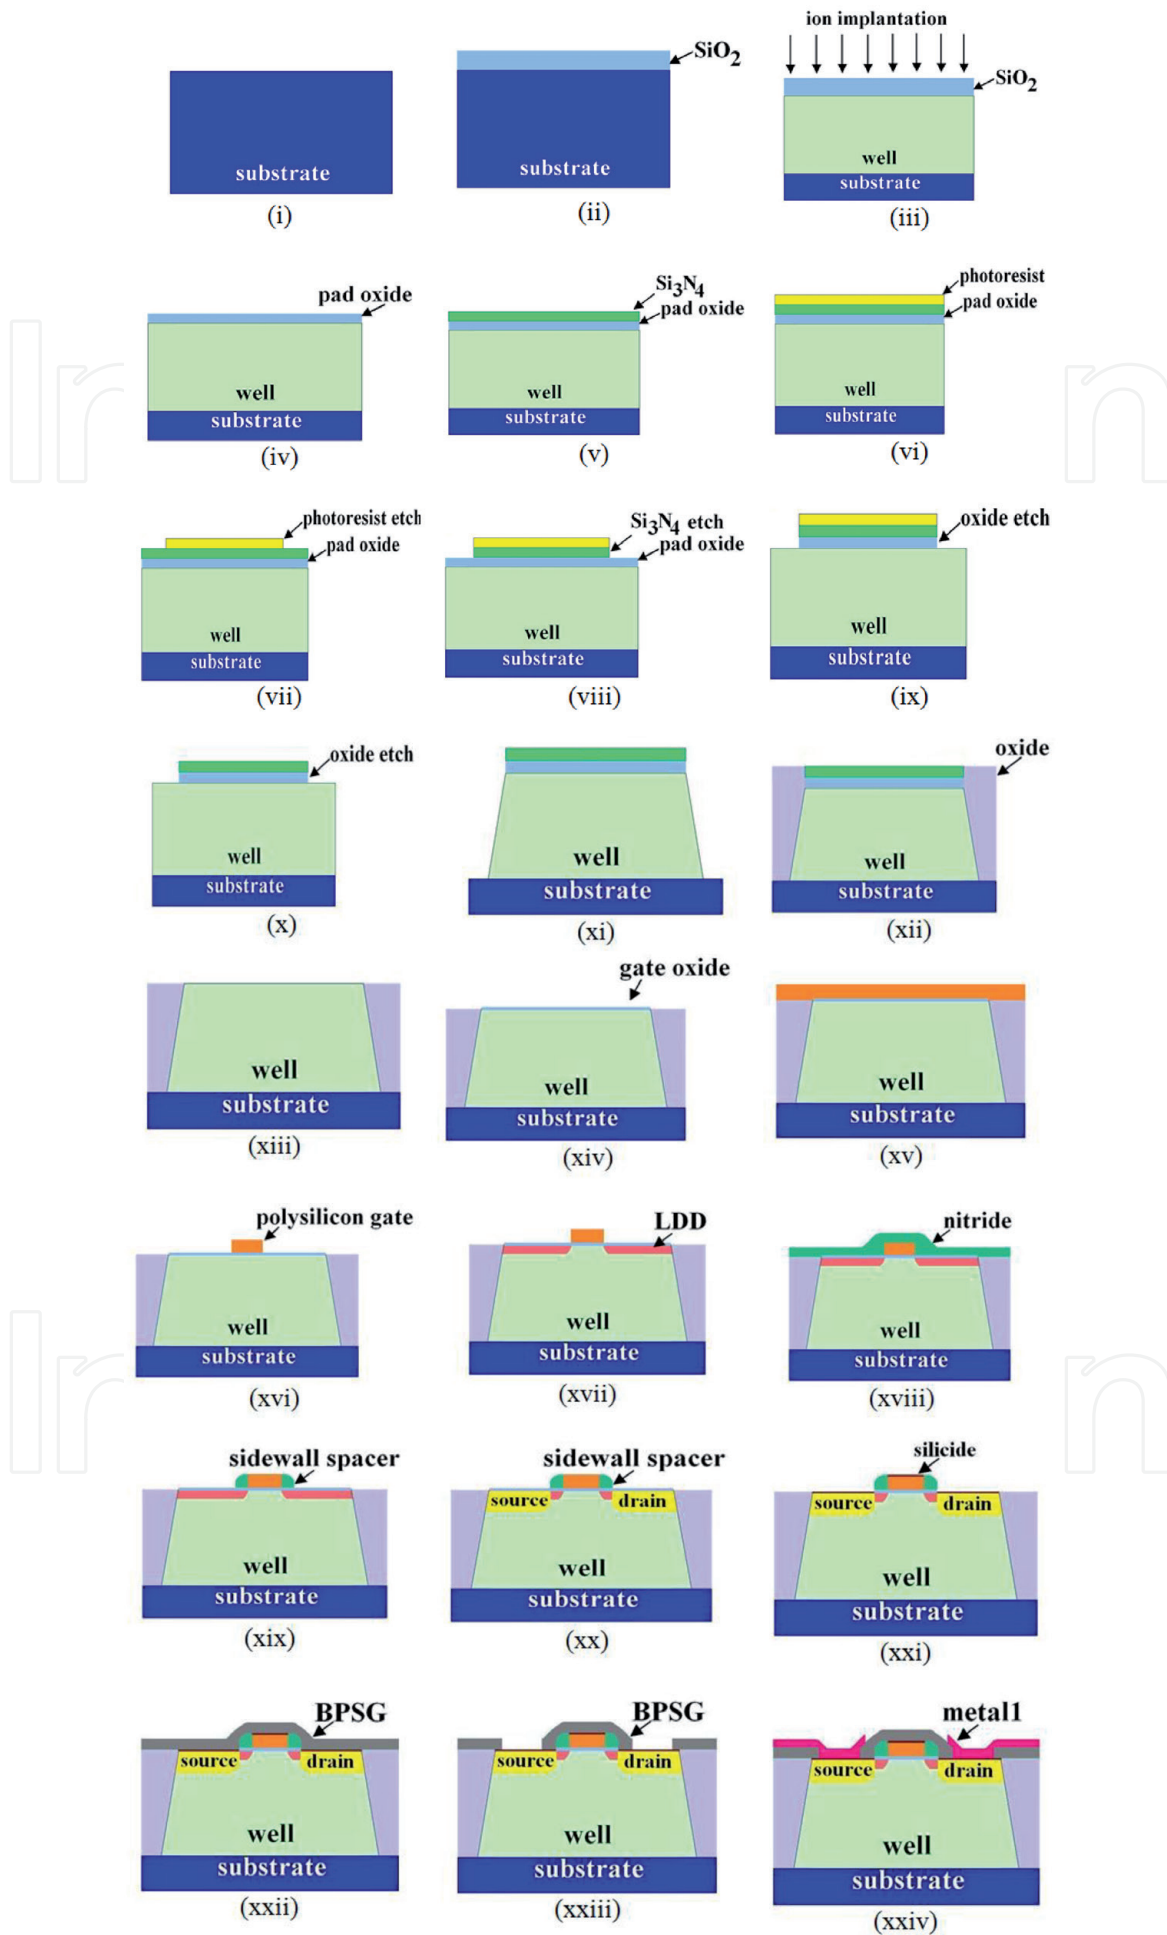 ion implantation
SiO2
SiO2
substrate
well
substrate
substrate
(i)
(ii)
(iii)
pad oxide
Si3N4
pad oxide
photoresist
pad oxide
well
substrate
well
substrate
well
substrate
(iv)
(v)
(vi)
photoresist etch
pad oxide
Si3N4 etch
pad oxide
oxide etch
well
substrate
well
substrate
well
substrate
(vii)
(viii)
(ix)
oxide etch
oxide
well
substrate
well
substrate
well
substrate
(x)
(xi)
(xii)
gate oxide
well
substrate
well
substrate
well
substrate
(xiii)
(xiv)
(xv)
polysilicon gate
LDD
nitride
well
substrate
well
substrate
well
substrate
(xvi)
(xvii)
(xviii)
sidewall spacer
sidewall spacer
silicide
source
drain
source
drain
well
substrate
well
substrate
well
substrate
(xix)
(xx)
(xxi)
BPSG
BPSG
metal1
source
drain
source
drain
source
drain
well
substrate
well
substrate
well
substrate
(xxii)
(xxiii)
(xxiv)